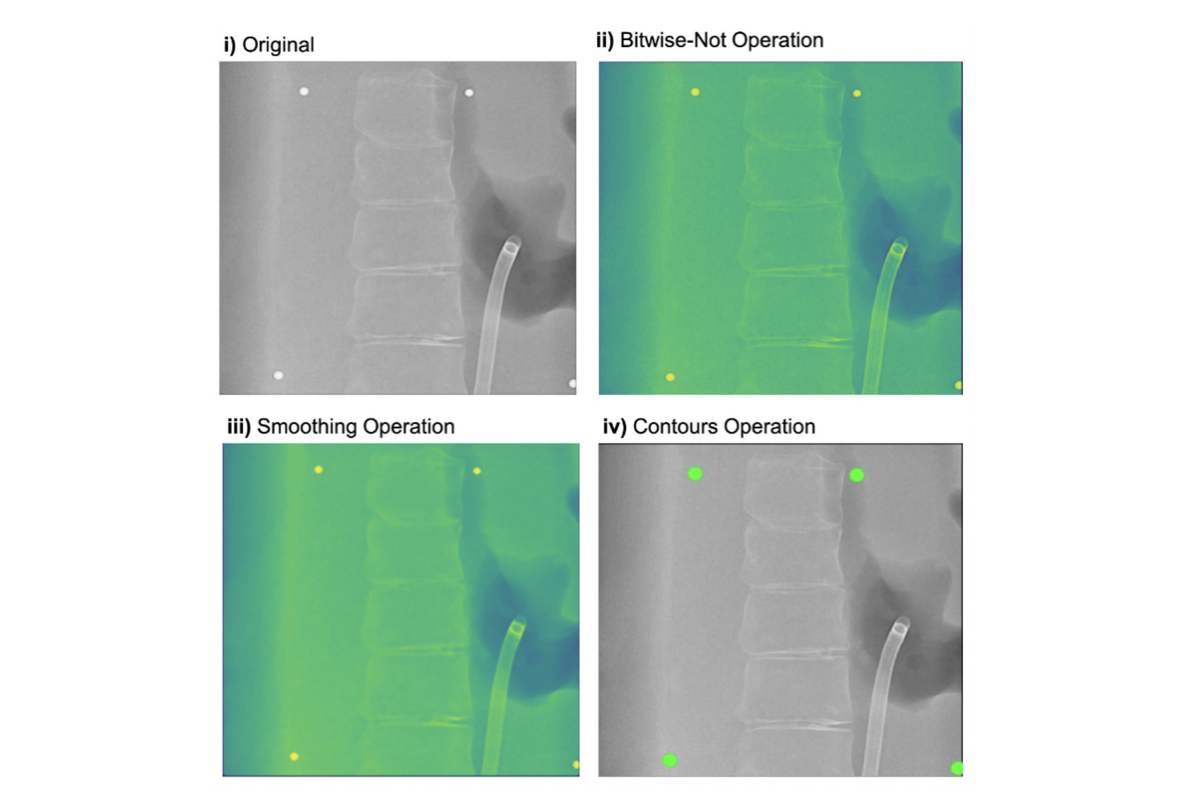 i) Original
ii) Bitwise-Not Operation
iii) Smoothing Operation
iv) Contours Operation